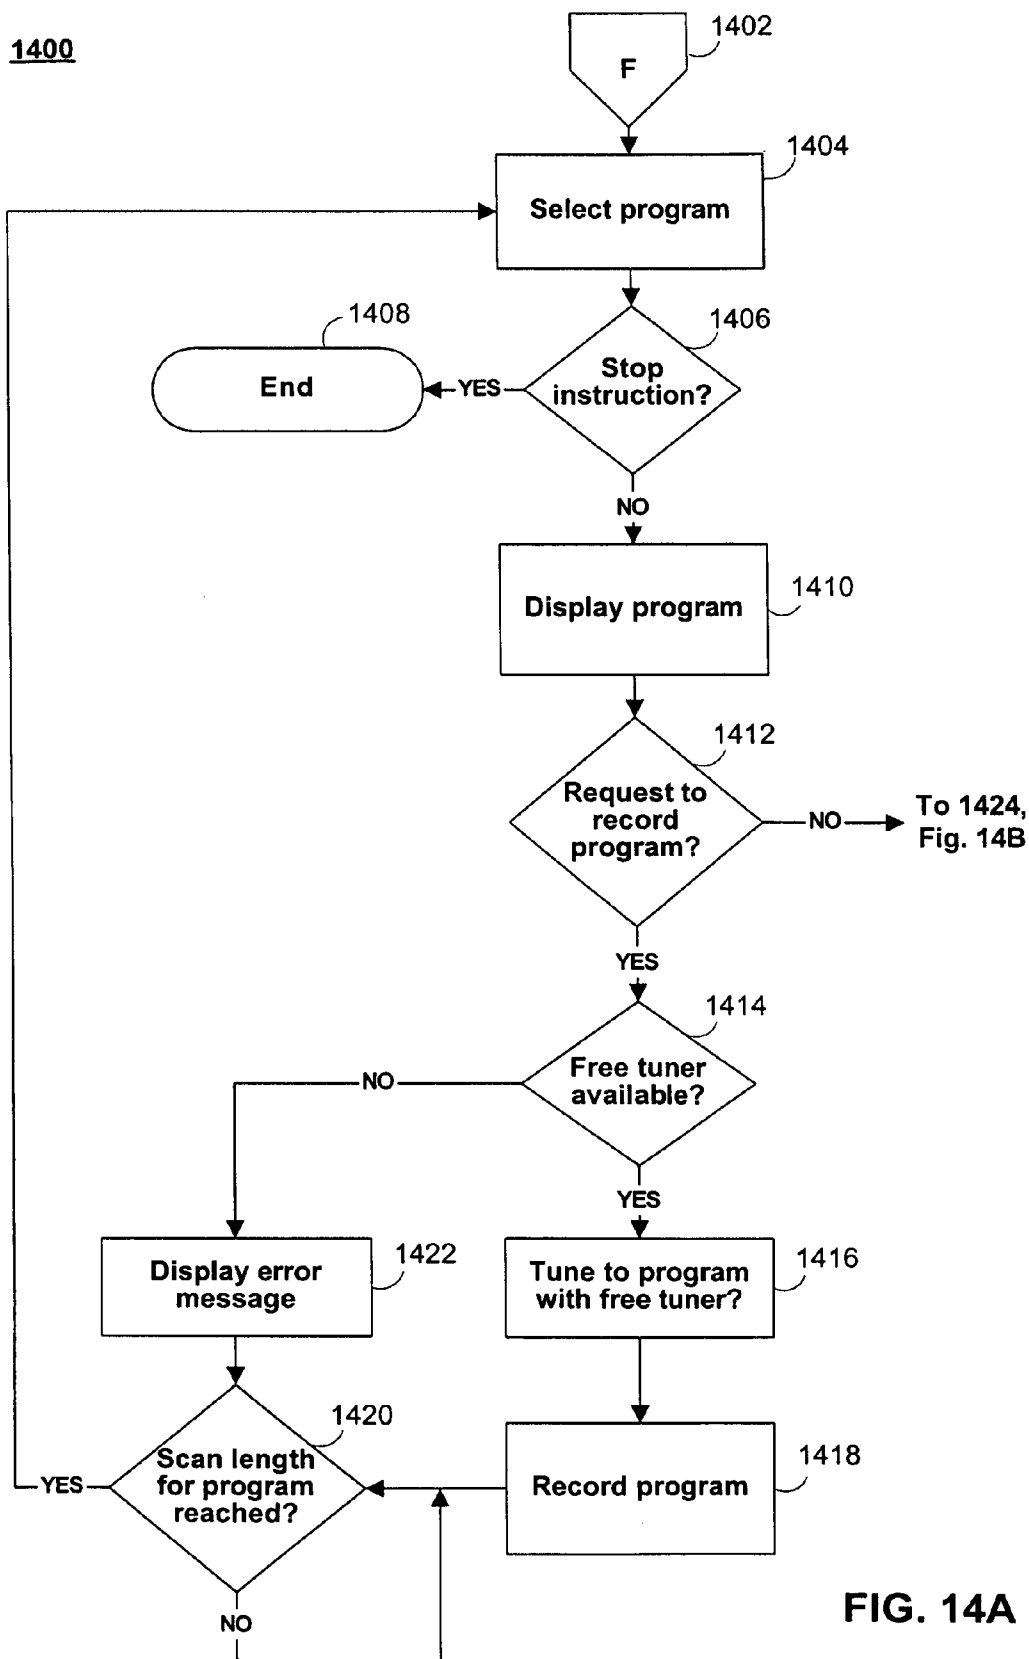 1400
1402
F
1404
Select program
1408
1406
End
YES
Stop
instruction?
NO
1410
Display program
1412
Request to
record
program?
NO
To 1424,
Fig. 14B
YES
1414
Free tuner
available?
NO
YES
1422
Display error
message
1416
Tune to program
with free tuner?
1420
Scan length
for program
reached?
YES
1418
Record program
NO
FIG. 14A